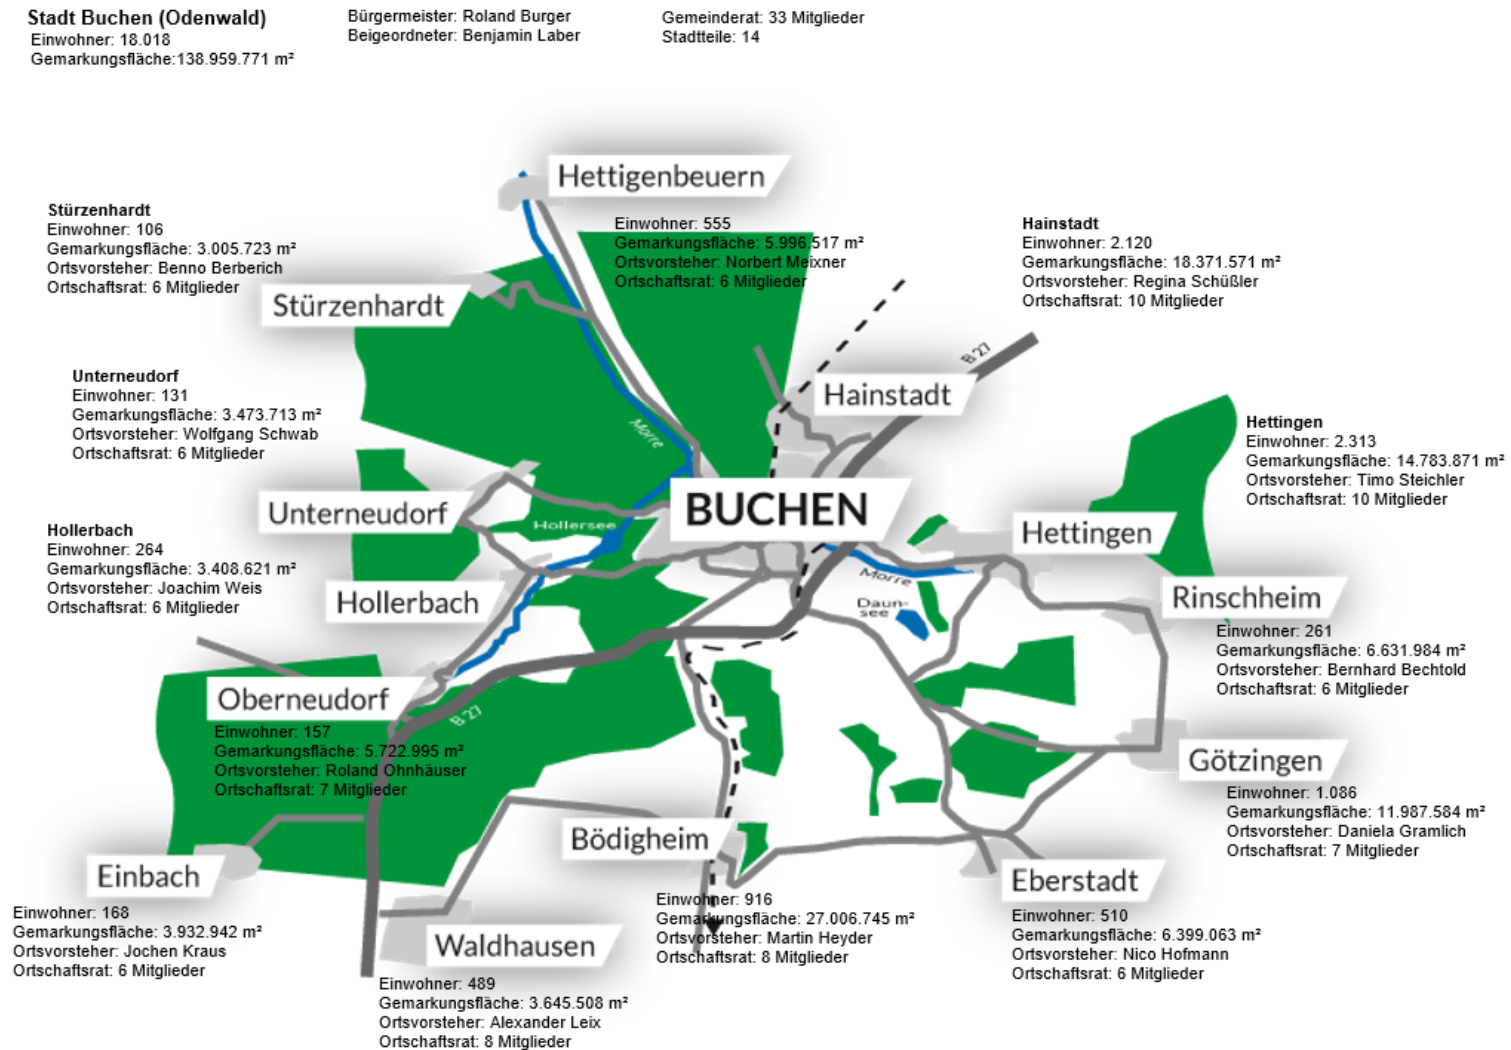 Stadt Buchen (Odenwald)
Einwohner: 18.018
Gemarkungsfläche:138.959.771 m²
Bürgermeister: Roland Burger
Beigeordneter: Benjamin Laber
Gemeinderat: 33 Mitglieder
Stadtteile: 14
Hettigenbeuern
Einwohner: 555
Gemarkungsfläche: 5.996.517 m²
Ortsvorsteher: Norbert Meixner
Ortschaftsrat: 6 Mitglieder
Stürzenhardt
Einwohner: 106
Gemarkungsfläche: 3.005.723 m²
Ortsvorsteher: Benno Berberich
Ortschaftsrat: 6 Mitglieder
Stürzenhardt
Hainstadt
Einwohner: 2.120
Gemarkungsfläche: 18.371.571 m²
Ortsvorsteher: Regina Schüßler
Ortschaftsrat: 10 Mitglieder
B 27
Hainstadt
Unterneudorf
Einwohner: 131
Gemarkungsfläche: 3.473.713 m²
Ortsvorsteher: Wolfgang Schwab
Ortschaftsrat: 6 Mitglieder
Morre
Hettingen
Einwohner: 2.313
Gemarkungsfläche: 14.783.871 m²
Ortsvorsteher: Timo Steichler
Ortschaftsrat: 10 Mitglieder
Unterneudorf
BUCHEN
Hollersee
Hettingen
Hollerbach
Einwohner: 264
Gemarkungsfläche: 3.408.621 m²
Ortsvorsteher: Joachim Weis
Ortschaftsrat: 6 Mitglieder
Hollerbach
Morre
Daun-
see
Rinschheim
Einwohner: 261
Gemarkungsfläche: 6.631.984 m²
Ortsvorsteher: Bernhard Bechtold
Ortschaftsrat: 6 Mitglieder
Oberneudorf
B 27
Einwohner: 157
Gemarkungsfläche: 5.722.995 m²
Ortsvorsteher: Roland Ohnhäuser
Ortschaftsrat: 7 Mitglieder
Götzingen
Einwohner: 1.086
Gemarkungsfläche: 11.987.584 m²
Ortsvorsteher: Daniela Gramlich
Ortschaftsrat: 7 Mitglieder
Bödigheim
Einwohner: 916
Gemarkungsfläche: 27.006.745 m²
Ortsvorsteher: Martin Heyder
Ortschaftsrat: 8 Mitglieder
Einbach
Einwohner: 168
Gemarkungsfläche: 3.932.942 m²
Ortsvorsteher: Jochen Kraus
Ortschaftsrat: 6 Mitglieder
Eberstadt
Einwohner: 510
Gemarkungsfläche: 6.399.063 m²
Ortsvorsteher: Nico Hofmann
Ortschaftsrat: 6 Mitglieder
Waldhausen
Einwohner: 489
Gemarkungsfläche: 3.645.508 m²
Ortsvorsteher: Alexander Leix
Ortschaftsrat: 8 Mitglieder